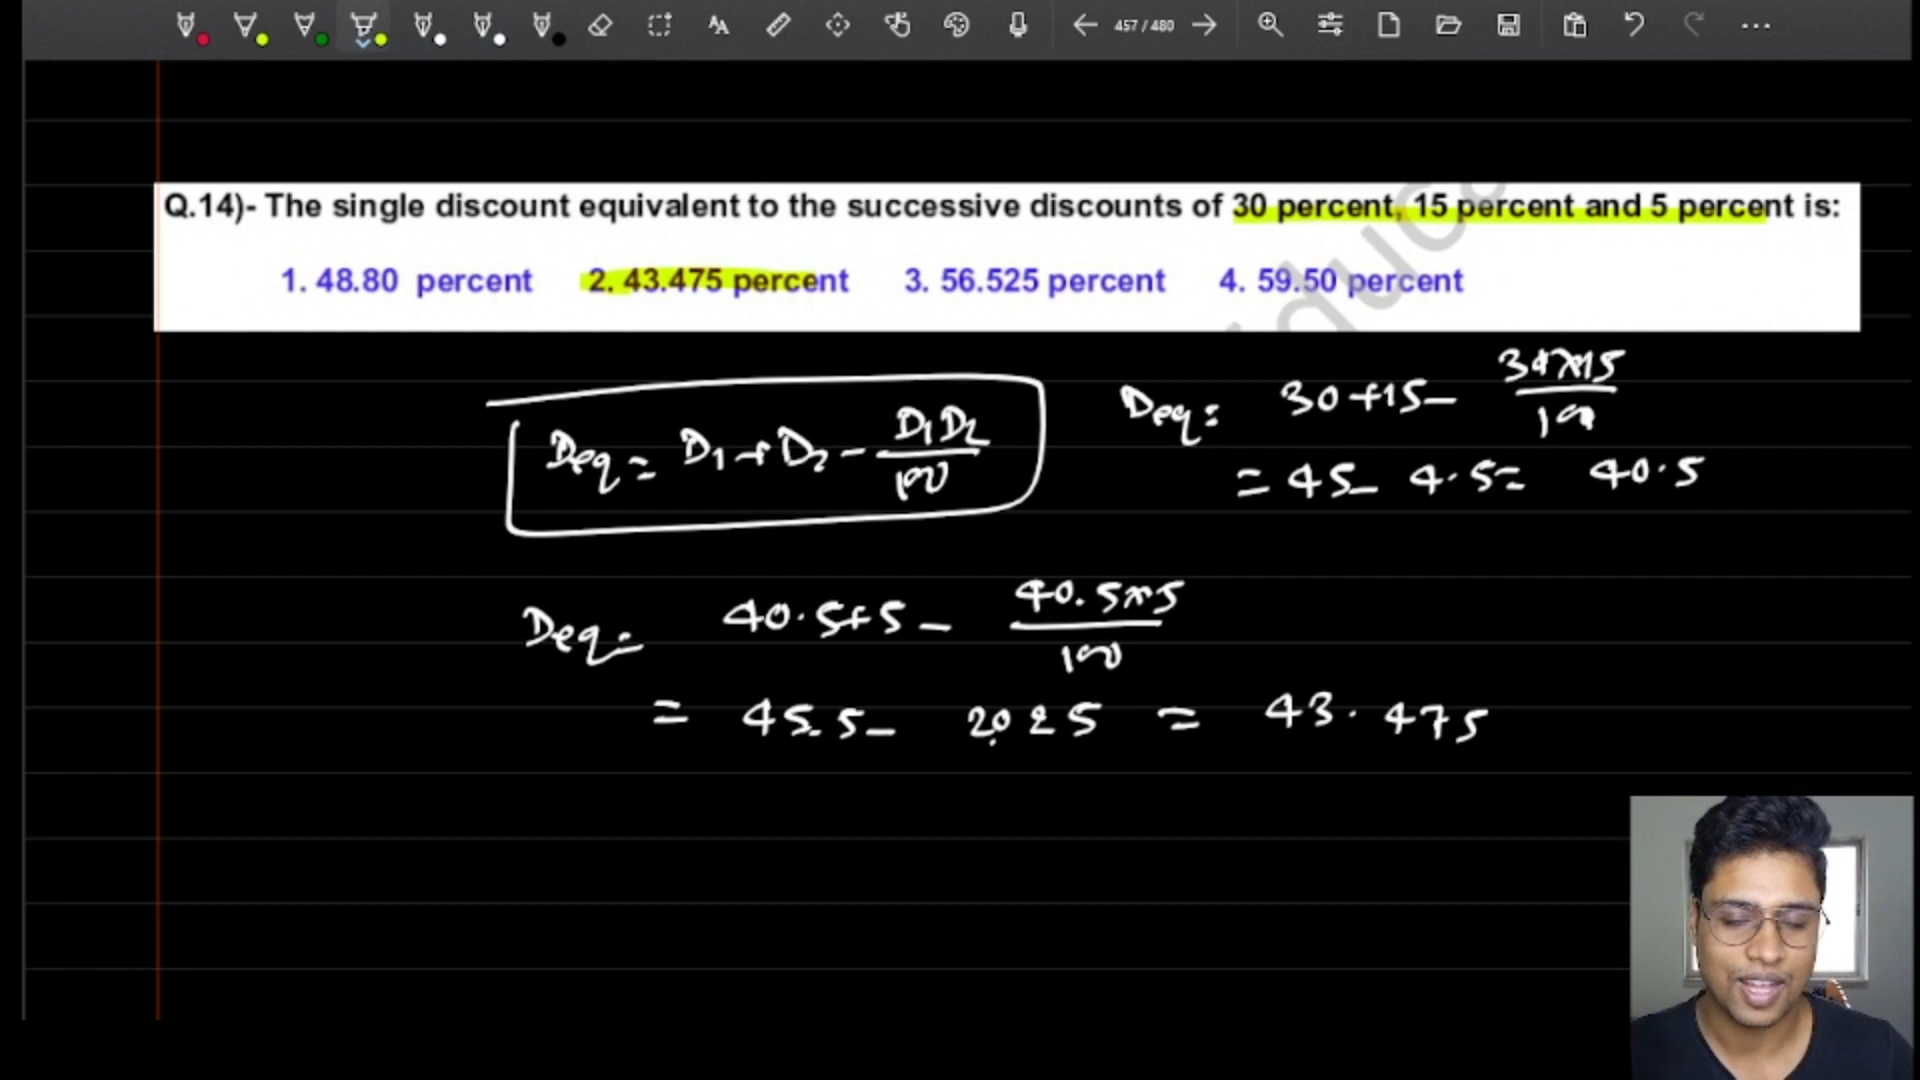 457 / 480
Q.14)- The single discount equivalent to the successive discounts of 30 percent, 15 percent and 5 percent is:
1. 48.80 percent 2. 43.475 percent 3. 56.525 percent 4. 59.50 percent
Deq = D1 + D2 - D1D2/100
Deq = 30+15- 30×15/100
= 45- 4.5= 40.5
Deq = 40.5+5- 40.5×5/100
= 45.5- 2.025 = 43.475